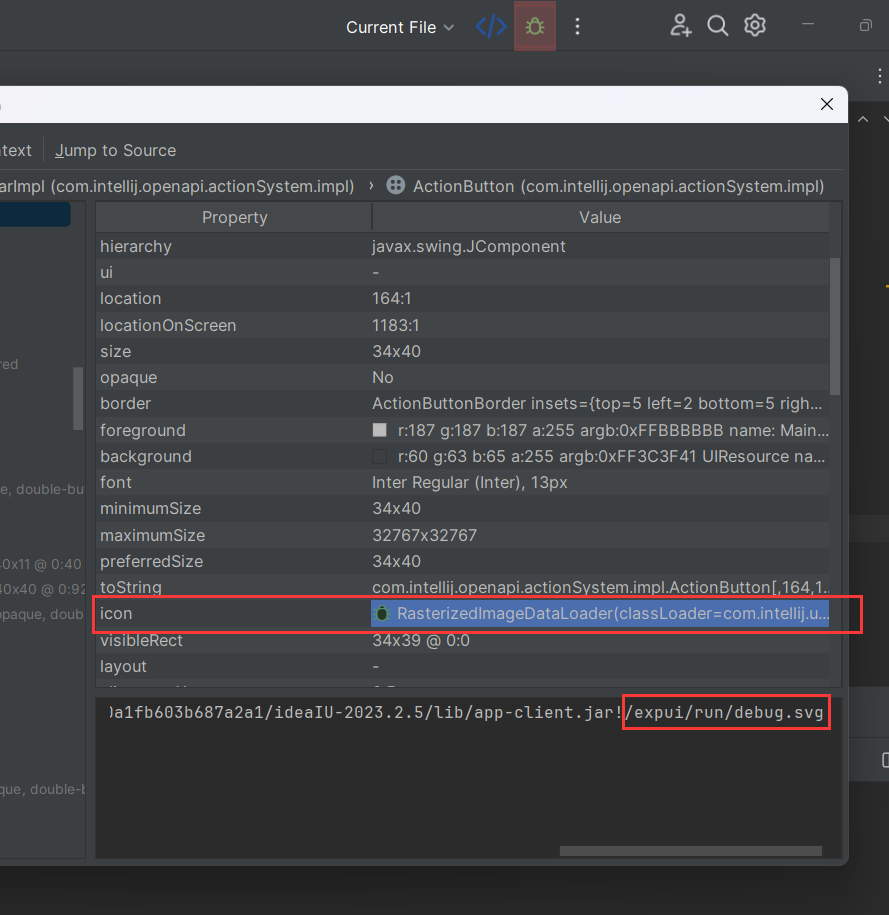 Current File
text
Jump to Source
arImpl (com.intellij.openapi.actionSystem.impl) › ActionButton (com.intellij.openapi.actionSystem.impl)
Property Value
hierarchy javax.swing.JComponent
ui -
location 164:1
locationOnScreen 1183:1
size 34x40
red
opaque No
border ActionButtonBorder insets={top=5 left=2 bottom=5 righ...
foreground r:187 g:187 b:187 a:255 argb:0xFFBBBBBB name: Main...
background r:60 g:63 b:65 a:255 argb:0xFF3C3F41 UIResource na...
font Inter Regular (Inter), 13px
e, double-bu
minimumSize 34x40
maximumSize 32767x32767
preferredSize 34x40
40x11 @ 0:40
toString com.intellij.openapi.actionSystem.impl.ActionButton[,164,1...
40x40 @ 0:92
icon RasterizedImageDataLoader(classLoader=com.intellij.u...
opaque, doub
visibleRect 34x39 @ 0:0
layout -
0a1fb603b687a2a1/ideaIU-2023.2.5/lib/app-client.jar!/expui/run/debug.svg
que, double-b